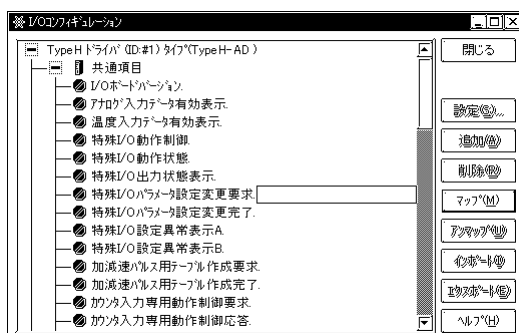 I/Oコンフィギュレーション
TypeH ドライバ (ID:#1) タイプ(TypeH-AD )
共通項目
I/Oボードバージョン.
アナログ入力データ有効表示.
温度入力データ有効表示.
特殊I/O動作制御.
特殊I/O動作状態.
特殊I/O出力状態表示.
特殊I/Oパラメータ設定変更要求.
特殊I/Oパラメータ設定変更完了.
特殊I/O設定異常表示A.
特殊I/O設定異常表示B.
加減速パルス用テーブル作成要求.
加減速パルス用テーブル作成完了.
カウンタ入力専用動作制御要求.
カウンタ入力専用動作制御応答.
閉じる
設定(S)...
追加(A)
削除(R)
マップ(M)
アンマップ(U)
インポート(I)
エクスポート(E)
ヘルプ(H)